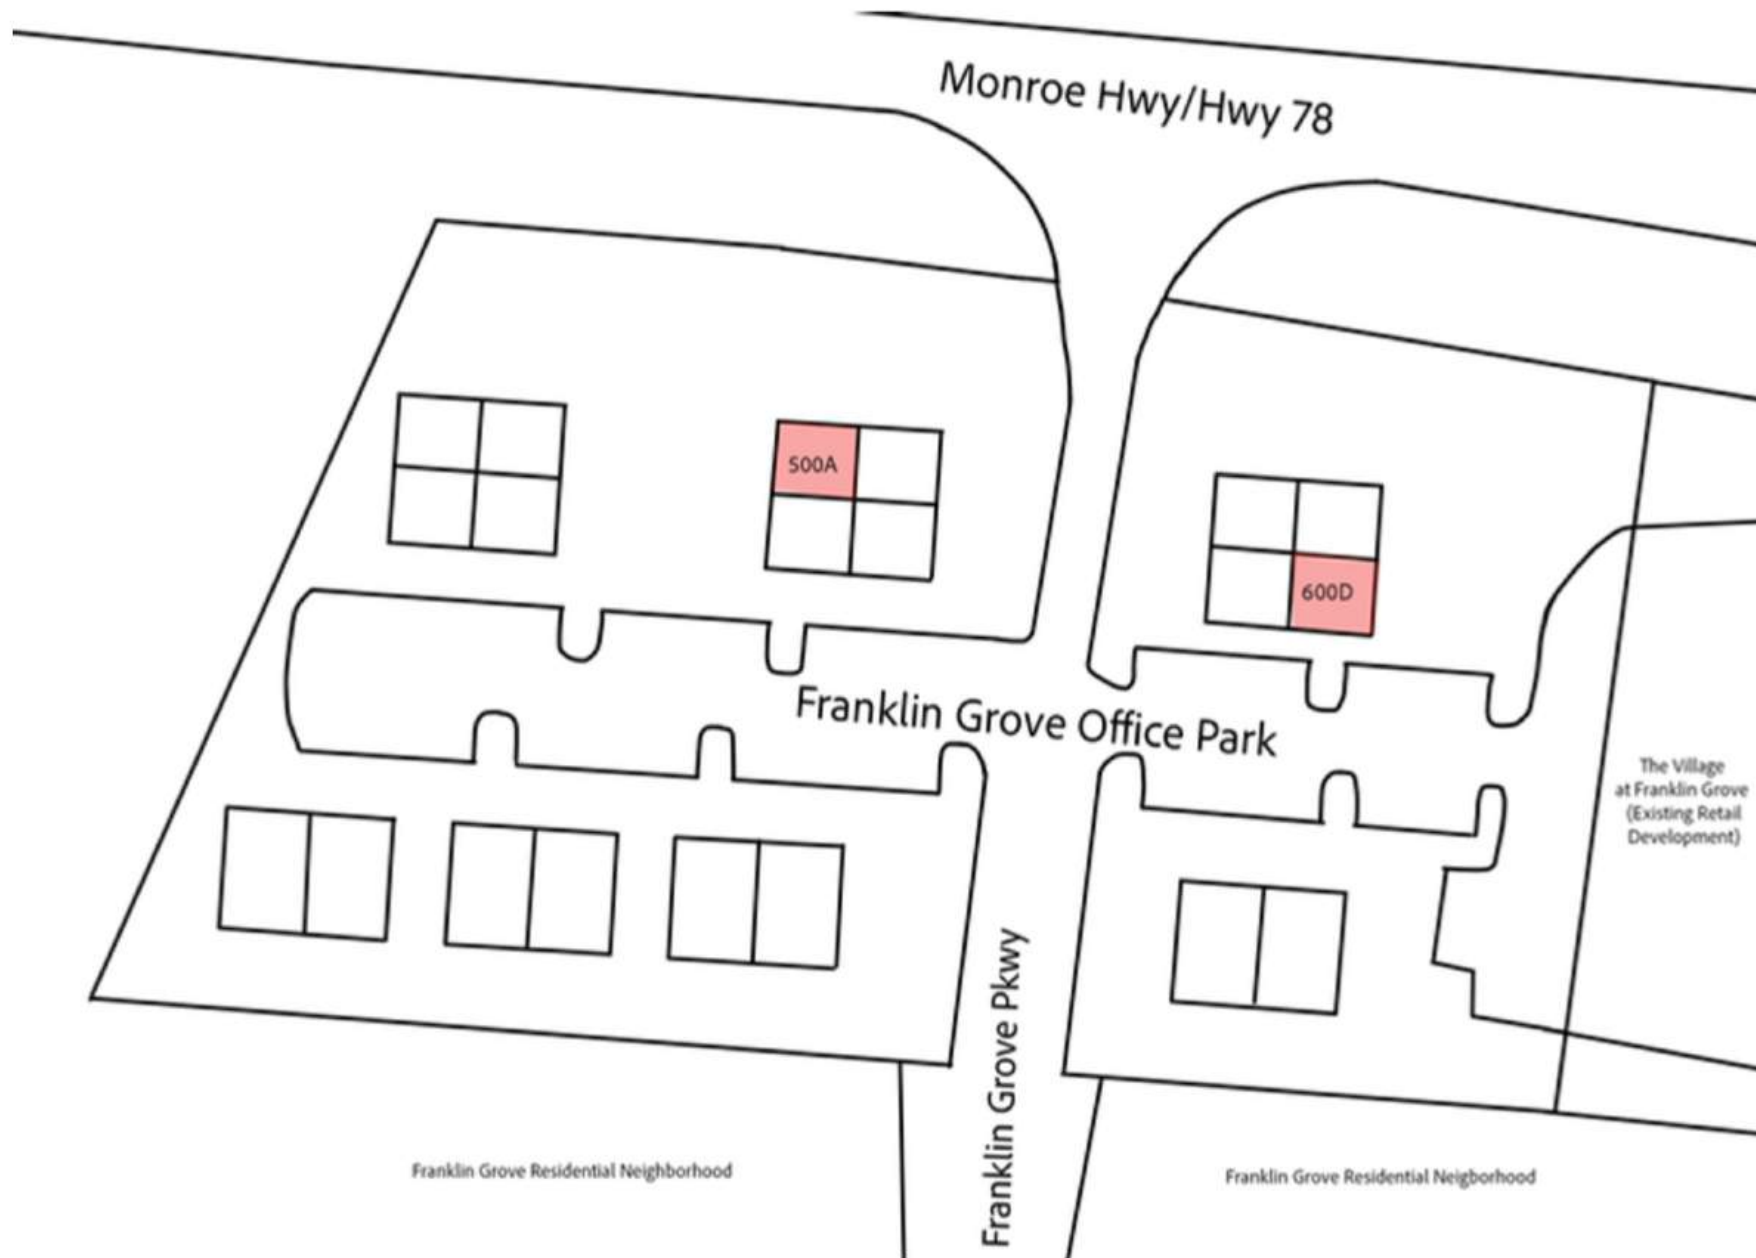 Monroe Hwy/Hwy 78
500A
600D
Franklin Grove Office Park
The Village
at Franklin Grove
(Existing Retail
Development)
Franklin Grove Pkwy
Franklin Grove Residential Neighborhood
Franklin Grove Residential Neigborhood